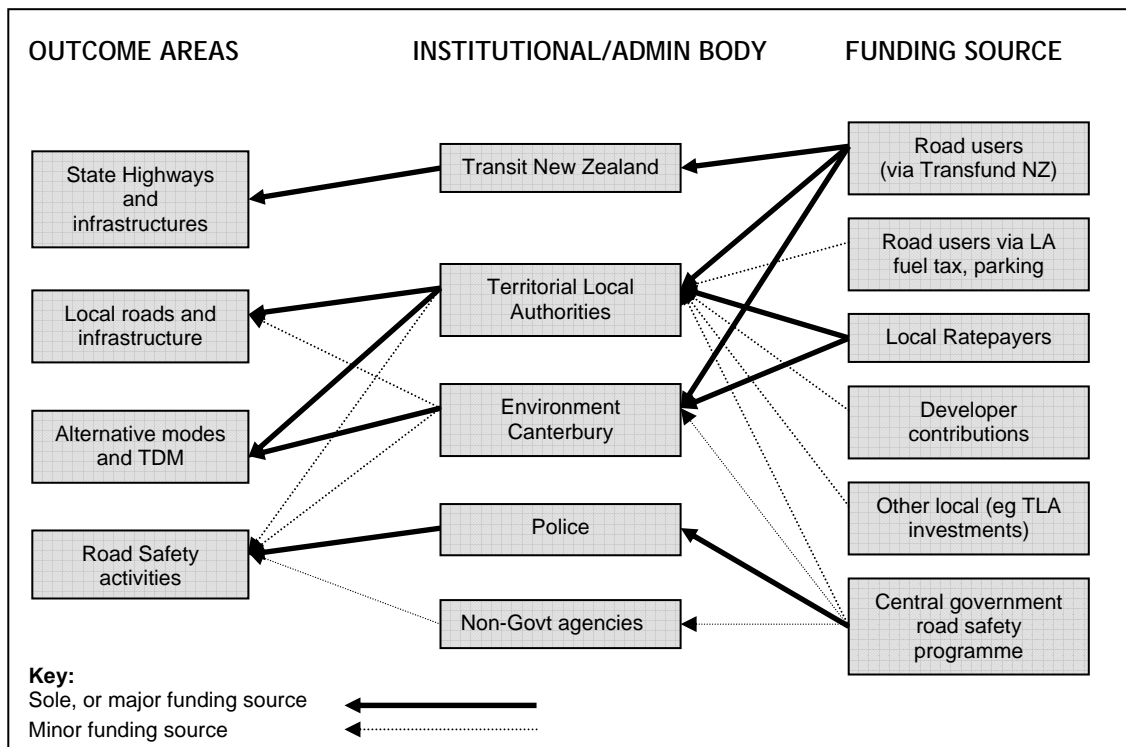 OUTCOME AREAS
INSTITUTIONAL/ADMIN BODY
FUNDING SOURCE
State Highways
and
infrastructures
Local roads and
infrastructure
Alternative modes
and TDM
Road Safety
activities
Transit New Zealand
Territorial Local
Authorities
Environment
Canterbury
Police
Non-Govt agencies
Road users
(via Transfund NZ)
Road users via LA
fuel tax, parking
Local Ratepayers
Developer
contributions
Other local (eg TLA
investments)
Central government
road safety
programme
Key:
Sole, or major funding source
Minor funding source